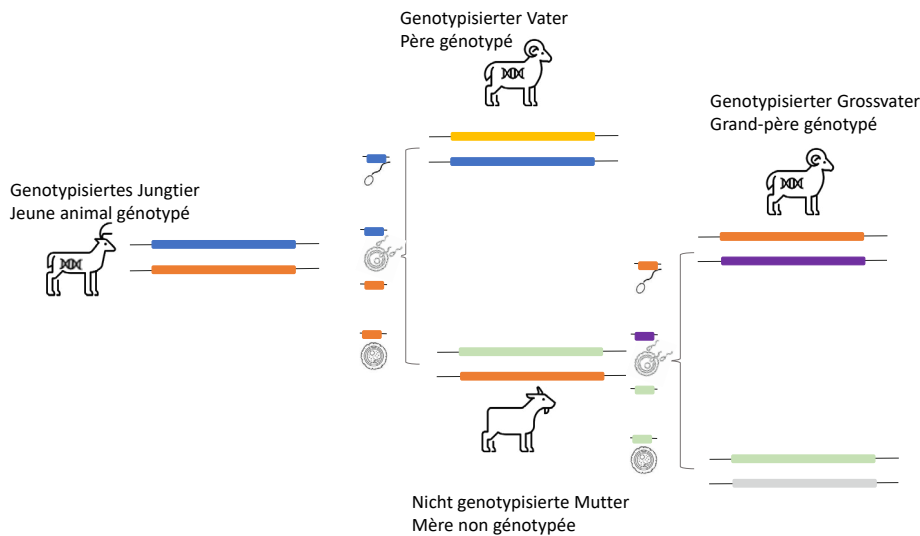 Genotypisierter Vater
Père génotypé
Genotypisierter Grossvater
Grand-père génotypé
Genotypisiertes Jungtier
Jeune animal génotypé
Nicht genotypisierte Mutter
Mère non génotypée